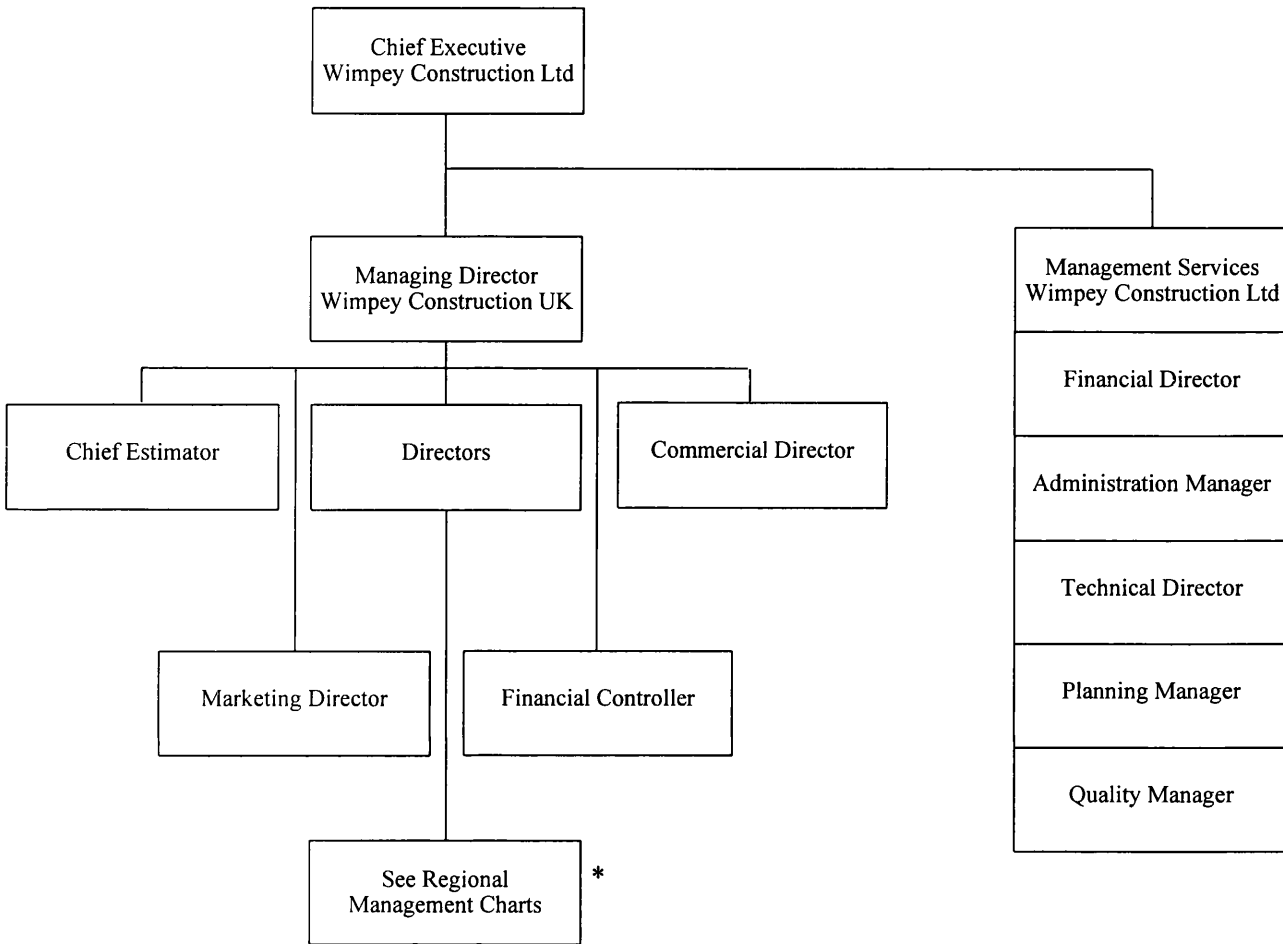 Chief Executive
Wimpey Construction Ltd
Managing Director
Wimpey Construction UK
Management Services
Wimpey Construction Ltd
Financial Director
Chief Estimator
Directors
Commercial Director
Administration Manager
Technical Director
Marketing Director
Financial Controller
Planning Manager
Quality Manager
See Regional
Management Charts
*